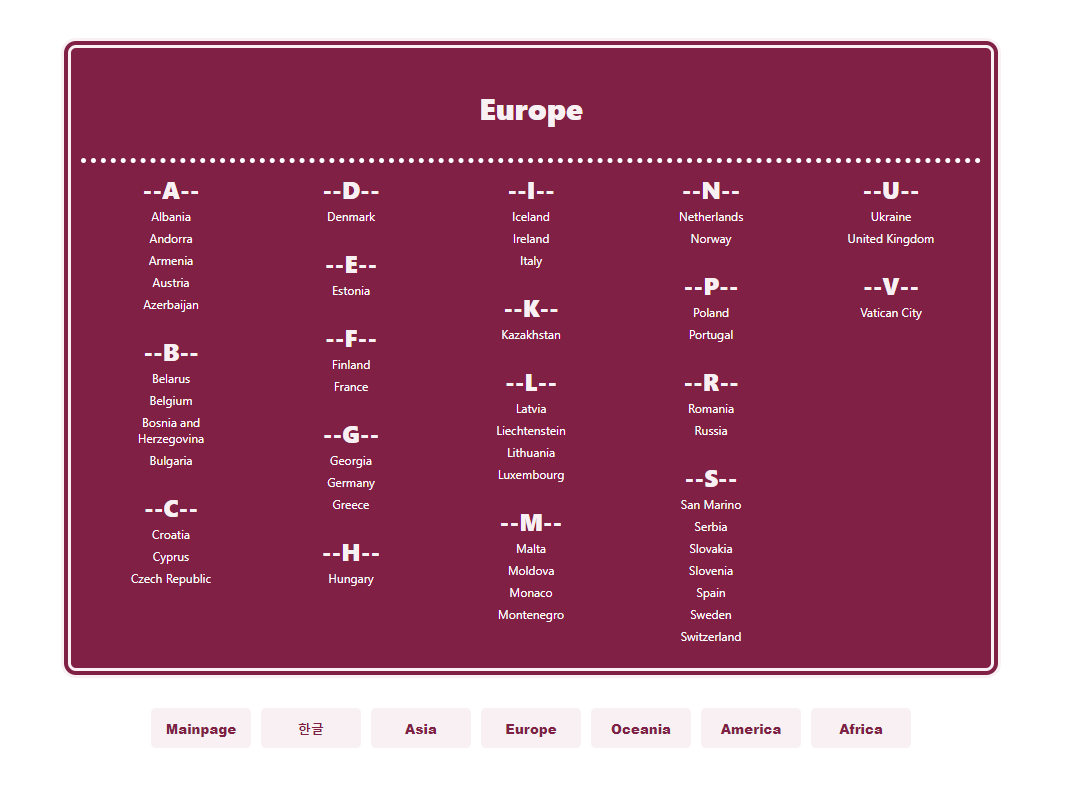 Europe
--A--
Albania
Andorra
Armenia
Austria
Azerbaijan
--B--
Belarus
Belgium
Bosnia and
Herzegovina
Bulgaria
--C--
Croatia
Cyprus
Czech Republic
--D--
Denmark
--E--
Estonia
--F--
Finland
France
--G--
Georgia
Germany
Greece
--H--
Hungary
--I--
Iceland
Ireland
Italy
--K--
Kazakhstan
--L--
Latvia
Liechtenstein
Lithuania
Luxembourg
--M--
Malta
Moldova
Monaco
Montenegro
--N--
Netherlands
Norway
--P--
Poland
Portugal
--R--
Romania
Russia
--S--
San Marino
Serbia
Slovakia
Slovenia
Spain
Sweden
Switzerland
--U--
Ukraine
United Kingdom
--V--
Vatican City
Mainpage 한글 Asia Europe Oceania America Africa